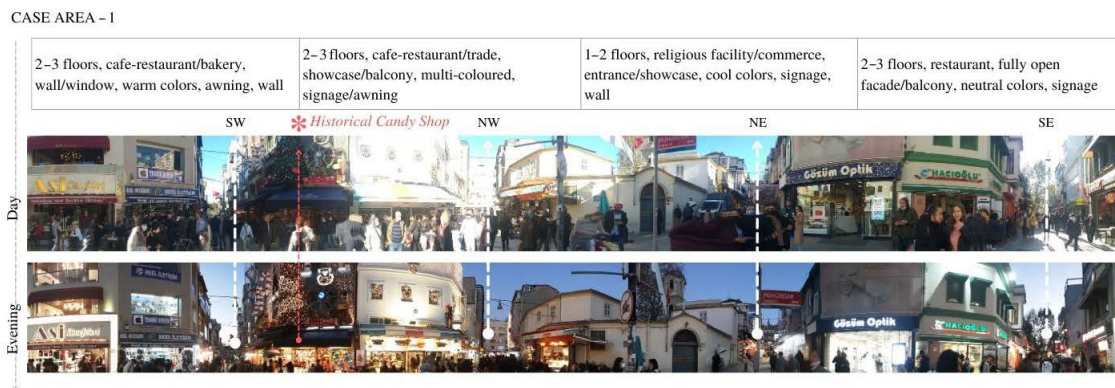 CASE AREA – 1
2–3 floors, cafe-restaurant/bakery,
wall/window, warm colors, awning, wall
2–3 floors, cafe-restaurant/trade,
showcase/balcony, multi-coloured,
signage/awning
1–2 floors, religious facility/commerce,
entrance/showcase, cool colors, signage,
wall
2–3 floors, restaurant, fully open
facade/balcony, neutral colors, signage
SW
Historical Candy Shop
NW
NE
SE
Day
ASİ
Gözüm Optik
HACIOĞLU
Evening
ASİ
Gözüm Optik
HACIOĞLU